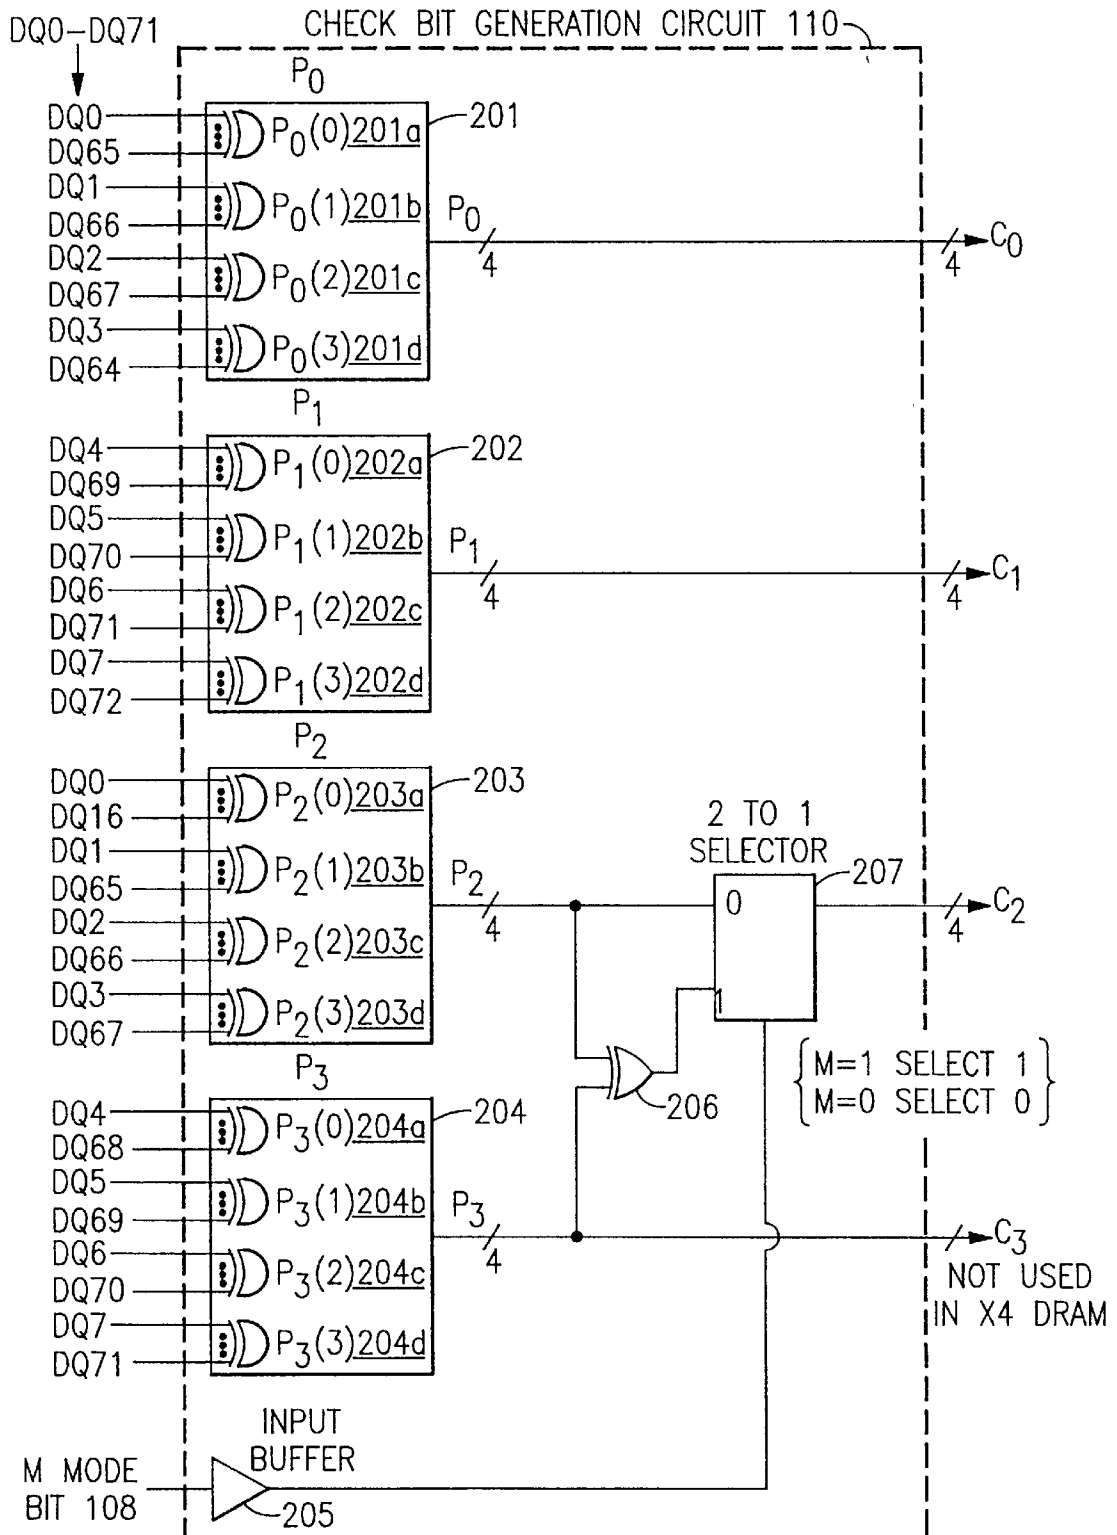 DQ0-DQ71
CHECK BIT GENERATION CIRCUIT 110
P0
DQ0
DQ65
P0(0)201a
201
DQ1
DQ66
P0(1)201b
P0
4
4
C0
DQ2
DQ67
P0(2)201c
DQ3
DQ64
P0(3)201d
P1
DQ4
DQ69
P1(0)202a
202
DQ5
DQ70
P1(1)202b
P1
4
4
C1
DQ6
DQ71
P1(2)202c
DQ7
DQ72
P1(3)202d
P2
DQ0
DQ16
P2(0)203a
203
2 TO 1
SELECTOR
DQ1
DQ65
P2(1)203b
P2
4
0
1
207
4
C2
DQ2
DQ66
P2(2)203c
DQ3
DQ67
P2(3)203d
206
M=1 SELECT 1
M=0 SELECT 0
P3
DQ4
DQ68
P3(0)204a
204
DQ5
DQ69
P3(1)204b
P3
4
C3
NOT USED
IN X4 DRAM
DQ6
DQ70
P3(2)204c
DQ7
DQ71
P3(3)204d
INPUT
BUFFER
M MODE
BIT 108
205